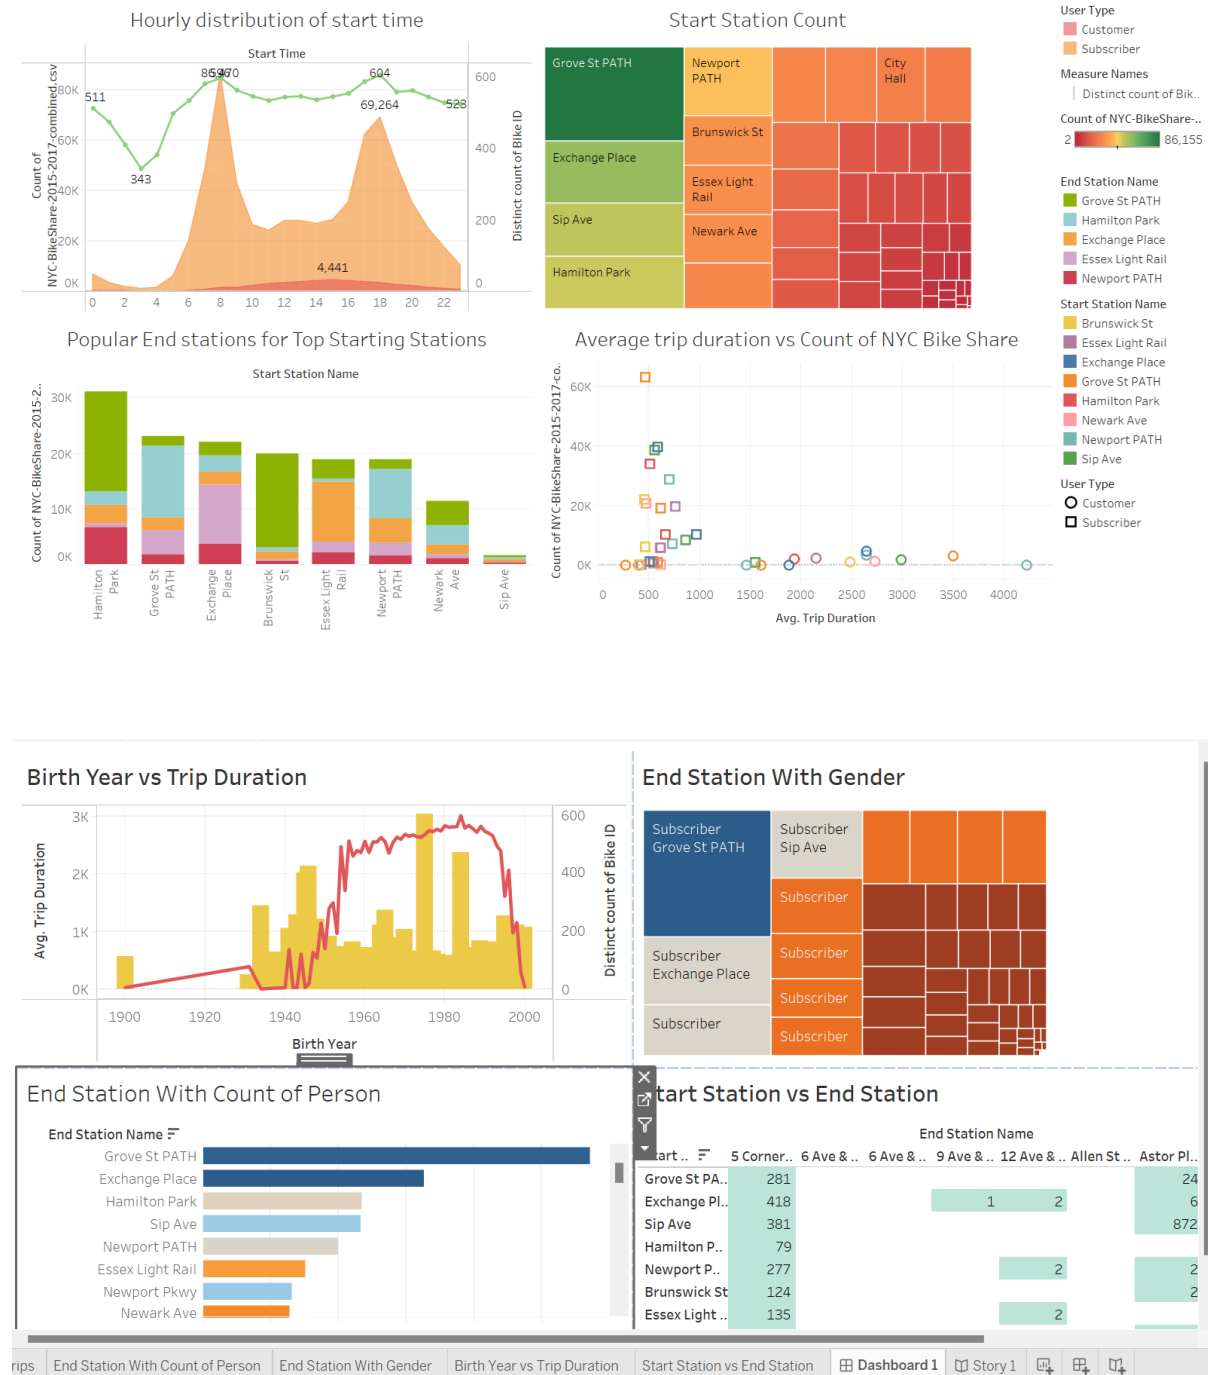 Hourly distribution of start time
Start Time
Count of
NYC-BikeShare-2015-2017-combined.csv
80K
60K
40K
20K
0K
511
343
604
69,264
528
4,441
600
400
200
0
Distinct count of Bike ID
0 2 4 6 8 10 12 14 16 18 20 22
Start Station Count
Grove St PATH
Exchange Place
Sip Ave
Hamilton Park
Newport
PATH
Brunswick St
Essex Light
Rail
Newark Ave
City
Hall
User Type
Customer
Subscriber
Measure Names
Distinct count of Bik..
Count of NYC-BikeShare-..
2 86,155
End Station Name
Grove St PATH
Hamilton Park
Exchange Place
Essex Light Rail
Newport PATH
Start Station Name
Brunswick St
Essex Light Rail
Exchange Place
Grove St PATH
Hamilton Park
Newark Ave
Newport PATH
Sip Ave
User Type
Customer
Subscriber
Popular End stations for Top Starting Stations
Start Station Name
Count of NYC-BikeShare-2015-2..
30K
20K
10K
0K
Hamilton
Park
Grove St
PATH
Exchange
Place
Brunswick
St
Essex Light
Rail
Newport
PATH
Newark
Ave
Sip Ave
Average trip duration vs Count of NYC Bike Share
Count of NYC-BikeShare-2015-2017-co..
60K
40K
20K
0K
0 500 1000 1500 2000 2500 3000 3500 4000
Avg. Trip Duration
Birth Year vs Trip Duration
Avg. Trip Duration
3K
2K
1K
0K
600
400
200
0
Distinct count of Bike ID
1900 1920 1940 1960 1980 2000
Birth Year
End Station With Gender
Subscriber
Grove St PATH
Subscriber
Exchange Place
Subscriber
Subscriber
Sip Ave
Subscriber
Subscriber
Subscriber
Subscriber
End Station With Count of Person
End Station Name
Grove St PATH
Exchange Place
Hamilton Park
Sip Ave
Newport PATH
Essex Light Rail
Newport Pkwy
Newark Ave
tart Station vs End Station
End Station Name
tart .. 5 Corner.. 6 Ave & .. 6 Ave & .. 9 Ave & .. 12 Ave & .. Allen St .. Astor Pl..
Grove St PA.. 281 24
Exchange Pl.. 418 1 2 6
Sip Ave 381 872
Hamilton P.. 79
Newport P.. 277 2 2
Brunswick St 124 2
Essex Light .. 135 2
rips End Station With Count of Person End Station With Gender Birth Year vs Trip Duration Start Station vs End Station Dashboard 1 Story 1